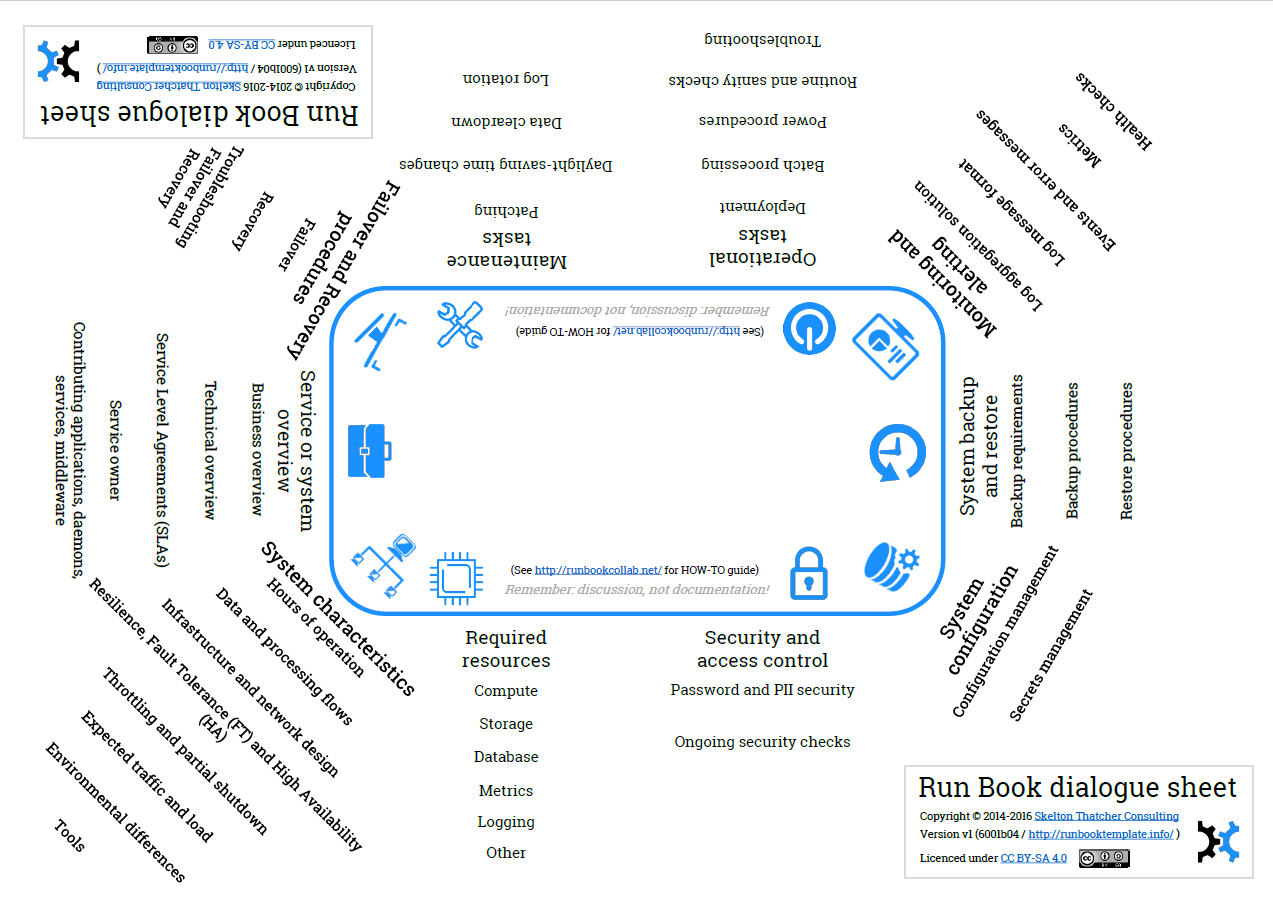 Run Book dialogue sheet
Copyright © 2014-2016 Skelton Thatcher Consulting
Version v1 (6001b04 / http://runbooktemplate.info/ )
Licenced under CC BY-SA 4.0
Service or system
overview
Business overview
Technical overview
Service Level Agreements (SLAs)
Service owner
Contributing applications, daemons,
services, middleware
System characteristics
Hours of operation
Data and processing flows
Infrastructure and network design
Resilience, Fault Tolerance (FT) and High Availability
(HA)
Throttling and partial shutdown
Expected traffic and load
Environmental differences
Tools
Required
resources
Compute
Storage
Database
Metrics
Logging
Other
Security and
access control
Password and PII security
Ongoing security checks
System
configuration
Configuration management
Secrets management
System backup
and restore
Backup requirements
Backup procedures
Restore procedures
Monitoring and
alerting
Log aggregation solution
Log message format
Events and error messages
Metrics
Health checks
Operational
tasks
Deployment
Batch processing
Power procedures
Routine and sanity checks
Troubleshooting
Maintenance
tasks
Patching
Daylight-saving time changes
Data cleardown
Log rotation
Failover and Recovery
procedures
Failover
Recovery
Troubleshooting
Failover and
Recovery
(See http://runbookcollab.net/ for HOW-TO guide)
Remember: discussion, not documentation!
(See http://runbookcollab.net/ for HOW-TO guide)
Remember: discussion, not documentation!
Run Book dialogue sheet
Copyright © 2014-2016 Skelton Thatcher Consulting
Version v1 (6001b04 / http://runbooktemplate.info/ )
Licenced under CC BY-SA 4.0